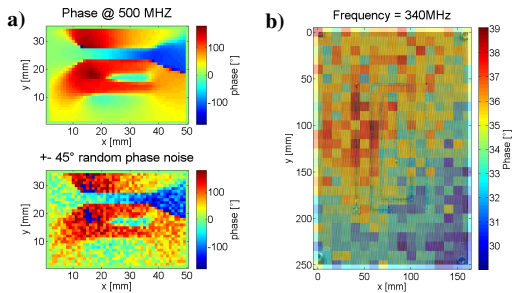 a)
Phase @ 500 MHZ
30
20
10
y [mm]
10 20 30 40 50
x [mm]
100
0
-100
phase [°]
+- 45° random phase noise
30
20
10
0
y [mm]
10 20 30 40 50
x [mm]
100
0
-100
phase [°]
b)
Frequency = 340MHz
0
50
100
150
200
250
y [mm]
0 50 100 150
x [mm]
39
38
37
36
35
34
33
32
31
30
Phase [°]